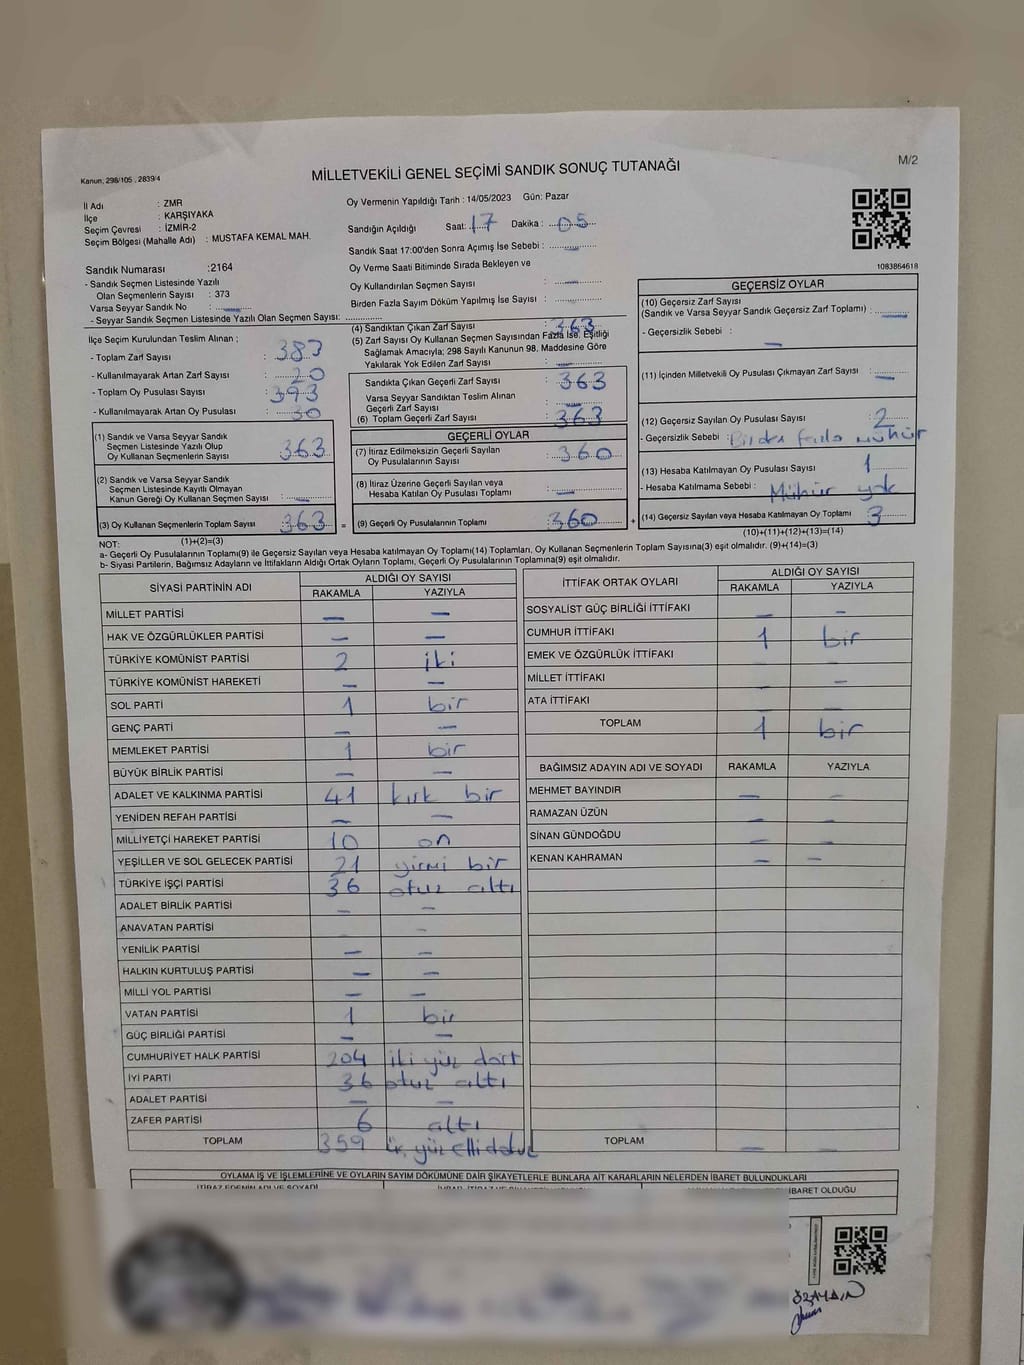 Kanun, 298/105 , 2839/4
MİLLETVEKİLİ GENEL SEÇİMİ SANDIK SONUÇ TUTANAĞI
M/2
İl Adı : ZMR
İlçe : KARŞIYAKA
Seçim Çevresi : İZMİR-2
Seçim Bölgesi (Mahalle Adı) : MUSTAFA KEMAL MAH.
Oy Vermenin Yapıldığı Tarih : 14/05/2023 Gün: Pazar
Sandığın Açıldığı Saat: 17 Dakika : 05
Sandık Saat 17:00'den Sonra Açımış İse Sebebi : —
Sandık Numarası :2164
- Sandık Seçmen Listesinde Yazılı
Olan Seçmenlerin Sayısı : 373
Varsa Seyyar Sandık No : —
- Seyyar Sandık Seçmen Listesinde Yazılı Olan Seçmen Sayısı:
Oy Verme Saati Bitiminde Sırada Bekleyen ve
Oy Kullandırılan Seçmen Sayısı : —
Birden Fazla Sayım Döküm Yapılmış İse Sayısı : —
1083864618
İlçe Seçim Kurulundan Teslim Alınan ;
- Toplam Zarf Sayısı : 383
- Kullanılmayarak Artan Zarf Sayısı : 20
- Toplam Oy Pusulası Sayısı : 393
- Kullanılmayarak Artan Oy Pusulası : 30
(1) Sandık ve Varsa Seyyar Sandık
Seçmen Listesinde Yazılı Olup
Oy Kullanan Seçmenlerin Sayısı : 363
(2) Sandık ve Varsa Seyyar Sandık
Seçmen Listesinde Kayıtlı Olmayan
Kanun Gereği Oy Kullanan Seçmen Sayısı : —
(3) Oy Kullanan Seçmenlerin Toplam Sayısı : 363 =
(1)+(2)=(3)
(4) Sandıktan Çıkan Zarf Sayısı : 363
(5) Zarf Sayısı Oy Kullanan Seçmen Sayısından Fazla İse, Eşitliği
Sağlamak Amacıyla; 298 Sayılı Kanunun 98. Maddesine Göre
Yakılarak Yok Edilen Zarf Sayısı : —
Sandıkta Çıkan Geçerli Zarf Sayısı : 363
Varsa Seyyar Sandıktan Teslim Alınan
Geçerli Zarf Sayısı : —
(6) Toplam Geçerli Zarf Sayısı : 363
GEÇERLİ OYLAR
(7) İtiraz Edilmeksizin Geçerli Sayılan
Oy Pusulalarının Sayısı : 360
(8) İtiraz Üzerine Geçerli Sayılan veya
Hesaba Katılan Oy Pusulası Toplamı : —
(9) Geçerli Oy Pusulalarının Toplamı : 360 +
GEÇERSİZ OYLAR
(10) Geçersiz Zarf Sayısı
(Sandık ve Varsa Seyyar Sandık Geçersiz Zarf Toplamı) : —
- Geçersizlik Sebebi : —
(11) İçinden Milletvekili Oy Pusulası Çıkmayan Zarf Sayısı : —
(12) Geçersiz Sayılan Oy Pusulası Sayısı : 2
- Geçersizlik Sebebi : Birden fazla mühür
(13) Hesaba Katılmayan Oy Pusulası Sayısı : 1
- Hesaba Katılmama Sebebi : Mühür yok
(14) Geçersiz Sayılan veya Hesaba Katılmayan Oy Toplamı : 3
(10)+(11)+(12)+(13)=(14)
NOT:
a- Geçerli Oy Pusulalarının Toplamı(9) ile Geçersiz Sayılan veya Hesaba katılmayan Oy Toplamı(14) Toplamları, Oy Kullanan Seçmenlerin Toplam Sayısına(3) eşit olmalıdır. (9)+(14)=(3)
b- Siyasi Partilerin, Bağımsız Adayların ve İttifakların Aldığı Ortak Oyların Toplamı, Geçerli Oy Pusulalarının Toplamına(9) eşit olmalıdır.
SİYASİ PARTİNİN ADI ALDIĞI OY SAYISI
RAKAMLA YAZIYLA
MİLLET PARTİSİ — —
HAK VE ÖZGÜRLÜKLER PARTİSİ — —
TÜRKİYE KOMÜNİST PARTİSİ 2 iki
TÜRKİYE KOMÜNİST HAREKETİ — —
SOL PARTİ 1 bir
GENÇ PARTİ — —
MEMLEKET PARTİSİ 1 bir
BÜYÜK BİRLİK PARTİSİ — —
ADALET VE KALKINMA PARTİSİ 41 kırk bir
YENİDEN REFAH PARTİSİ — —
MİLLİYETÇİ HAREKET PARTİSİ 10 on
YEŞİLLER VE SOL GELECEK PARTİSİ 21 yirmi bir
TÜRKİYE İŞÇİ PARTİSİ 36 otuz altı
ADALET BİRLİK PARTİSİ — —
ANAVATAN PARTİSİ —
YENİLİK PARTİSİ — —
HALKIN KURTULUŞ PARTİSİ — —
MİLLİ YOL PARTİSİ — —
VATAN PARTİSİ 1 bir
GÜÇ BİRLİĞİ PARTİSİ — —
CUMHURİYET HALK PARTİSİ 204 iki yüz dört
İYİ PARTİ 36 otuz altı
ADALET PARTİSİ — —
ZAFER PARTİSİ 6 altı
TOPLAM 359 üç yüz elli dokuz
İTTİFAK ORTAK OYLARI ALDIĞI OY SAYISI
RAKAMLA YAZIYLA
SOSYALİST GÜÇ BİRLİĞİ İTTİFAKI — —
CUMHUR İTTİFAKI 1 bir
EMEK VE ÖZGÜRLÜK İTTİFAKI
MİLLET İTTİFAKI —
ATA İTTİFAKI —
TOPLAM 1 bir
BAĞIMSIZ ADAYIN ADI VE SOYADI RAKAMLA YAZIYLA
MEHMET BAYINDIR — —
RAMAZAN ÜZÜN — —
SİNAN GÜNDOĞDU — —
KENAN KAHRAMAN — —
TOPLAM — —
OYLAMA İŞ VE İŞLEMLERİNE VE OYLARIN SAYIM DÖKÜMÜNE DAİR ŞİKAYETLERLE BUNLARA AİT KARARLARIN NELERDEN İBARET BULUNDUKLARI
İTİRAZ EDENİN ADI VE SOYADI
İBARET OLDUĞU